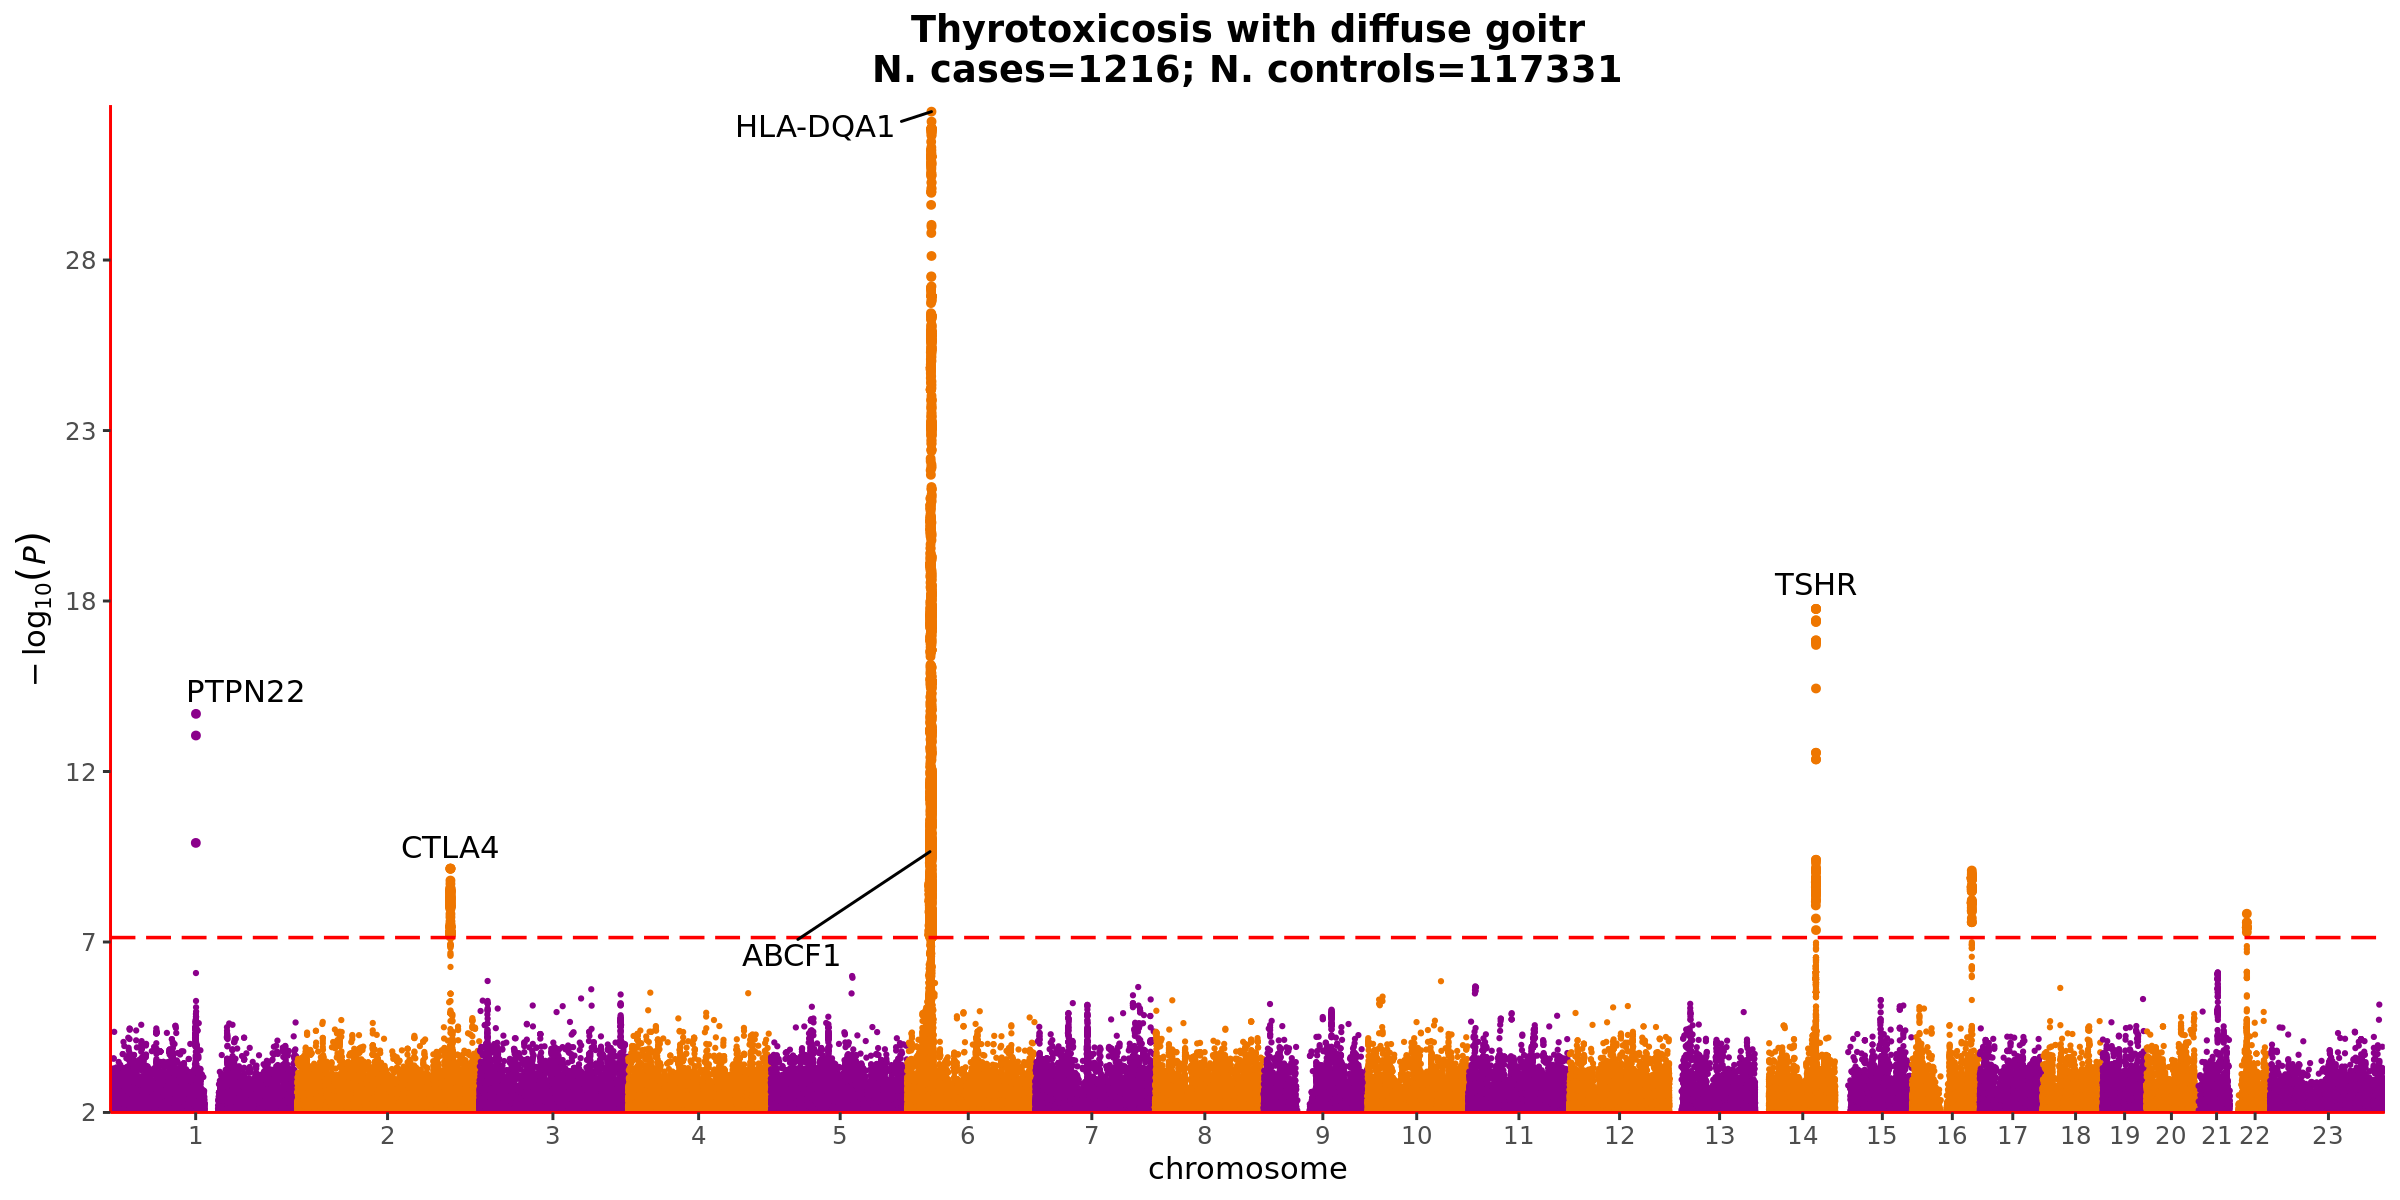 Thyrotoxicosis with diffuse goitr
N. cases=1216; N. controls=117331
HLA-DQA1
28
23
TSHR
18
− log10(P)
PTPN22
12
CTLA4
7
ABCF1
2
1 2 3 4 5 6 7 8 9 10 11 12 13 14 15 16 17 18 19 20 21 22 23
chromosome